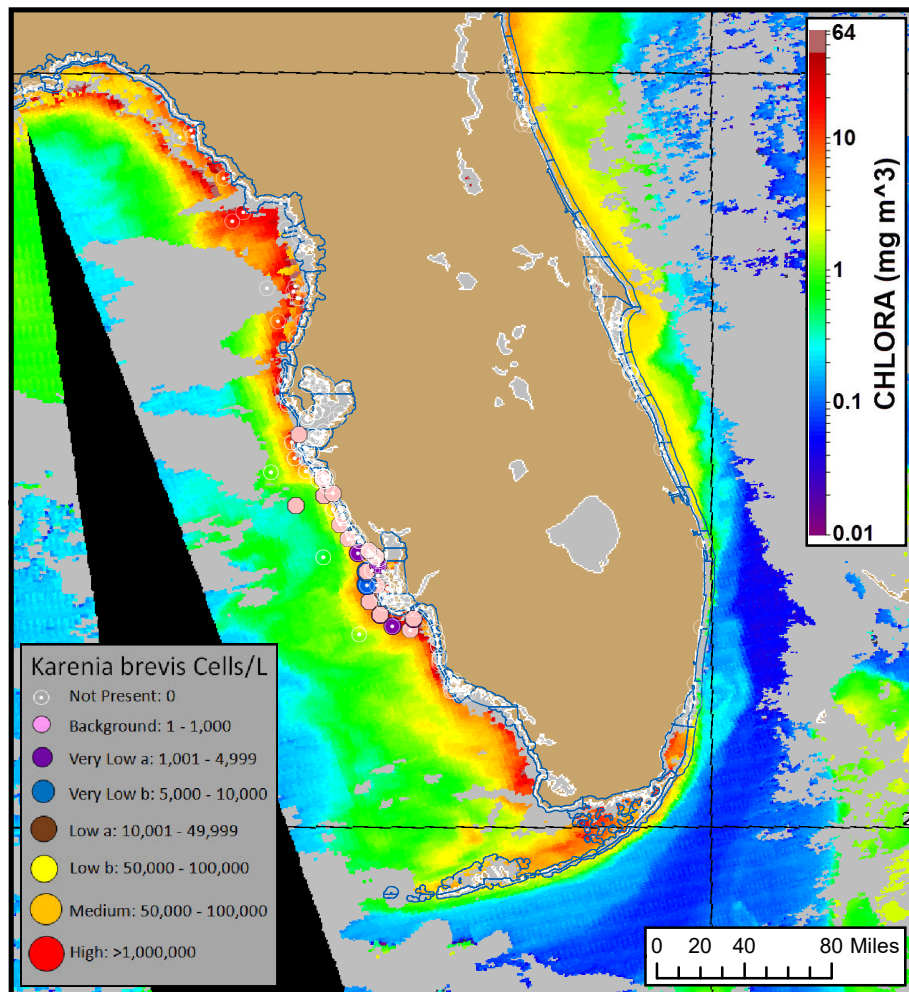 64
10
1
0.1
0.01
CHLORA (mg m^3)
Karenia brevis Cells/L
Not Present: 0
Background: 1 - 1,000
Very Low a: 1,001 - 4,999
Very Low b: 5,000 - 10,000
Low a: 10,001 - 49,999
Low b: 50,000 - 100,000
Medium: 50,000 - 100,000
High: >1,000,000
2
0 20 40 80 Miles